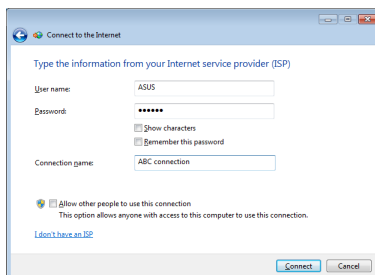 Connect to the Internet
Type the information from your Internet service provider (ISP)
User name:
ASUS
Password:
••••••
Show characters
Remember this password
Connection name:
ABC connection
Allow other people to use this connection
This option allows anyone with access to this computer to use this connection.
I don't have an ISP
Connect
Cancel